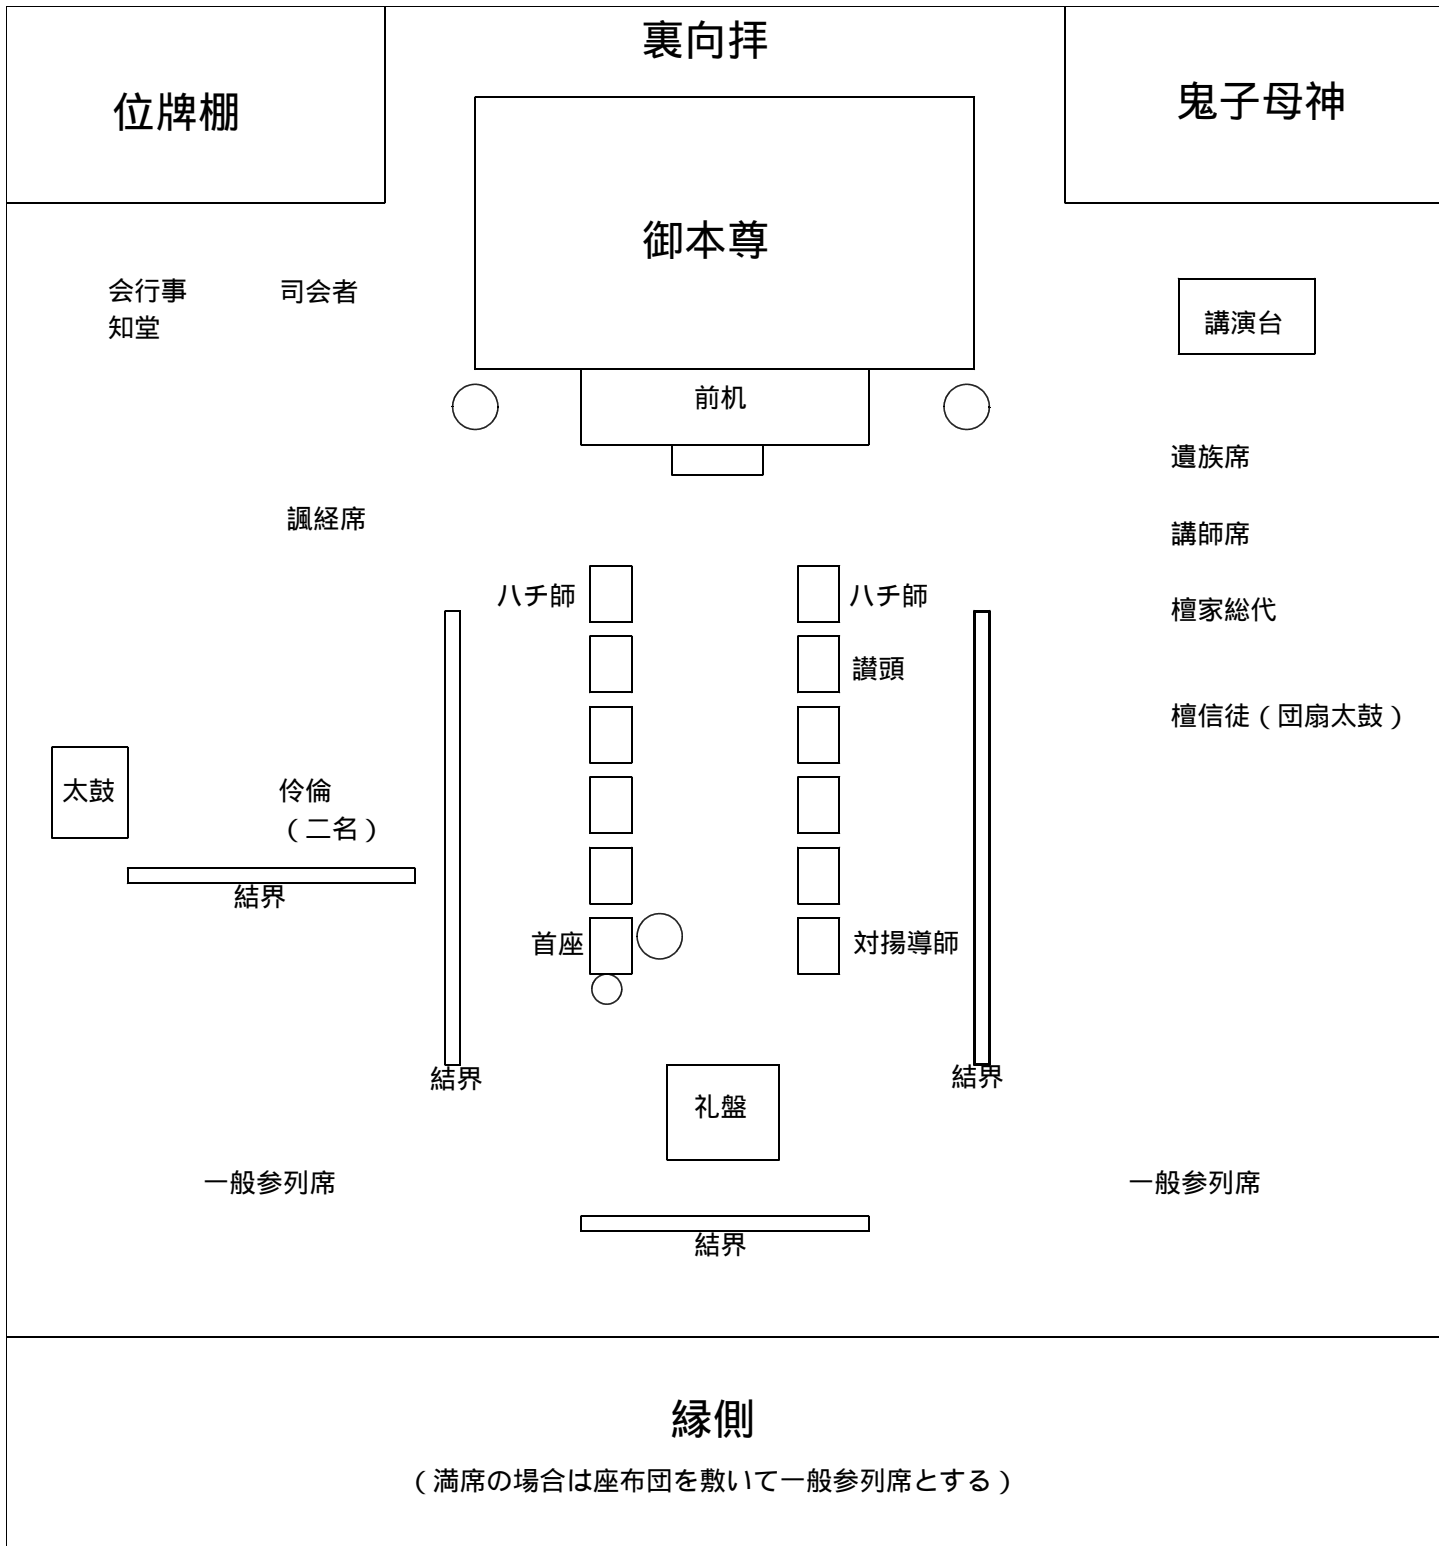 裏向拝
位牌棚
鬼子母神
御本尊
会行事
知堂
司会者
講演台
前机
遺族席
諷経席
講師席
ハチ師
ハチ師
檀家総代
讃頭
檀信徒（団扇太鼓）
太鼓
伶倫
（二名）
結界
首座
対揚導師
結界
結界
礼盤
一般参列席
一般参列席
結界
縁側
（満席の場合は座布団を敷いて一般参列席とする）